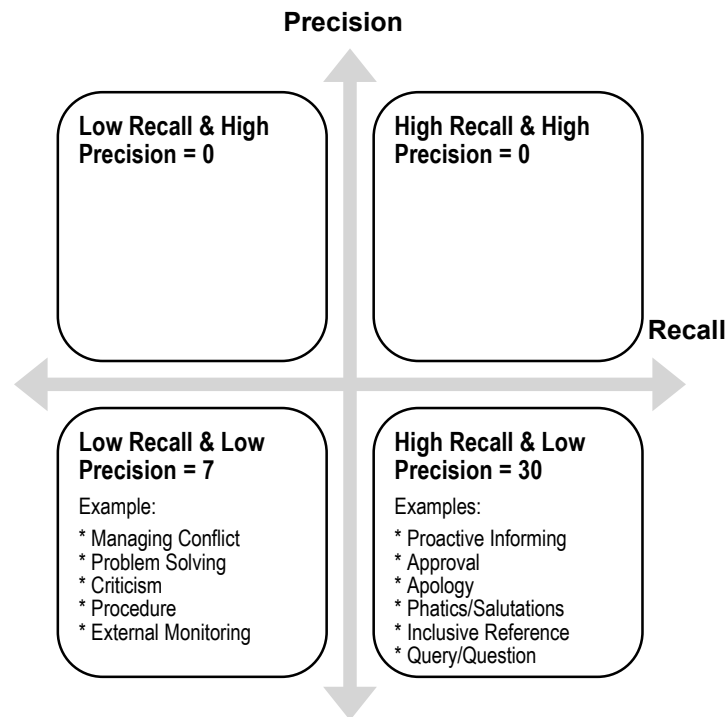 Precision
Low Recall & High
Precision = 0
High Recall & High
Precision = 0
Recall
Low Recall & Low
Precision = 7
Example:
* Managing Conflict
* Problem Solving
* Criticism
* Procedure
* External Monitoring
High Recall & Low
Precision = 30
Examples:
* Proactive Informing
* Approval
* Apology
* Phatics/Salutations
* Inclusive Reference
* Query/Question